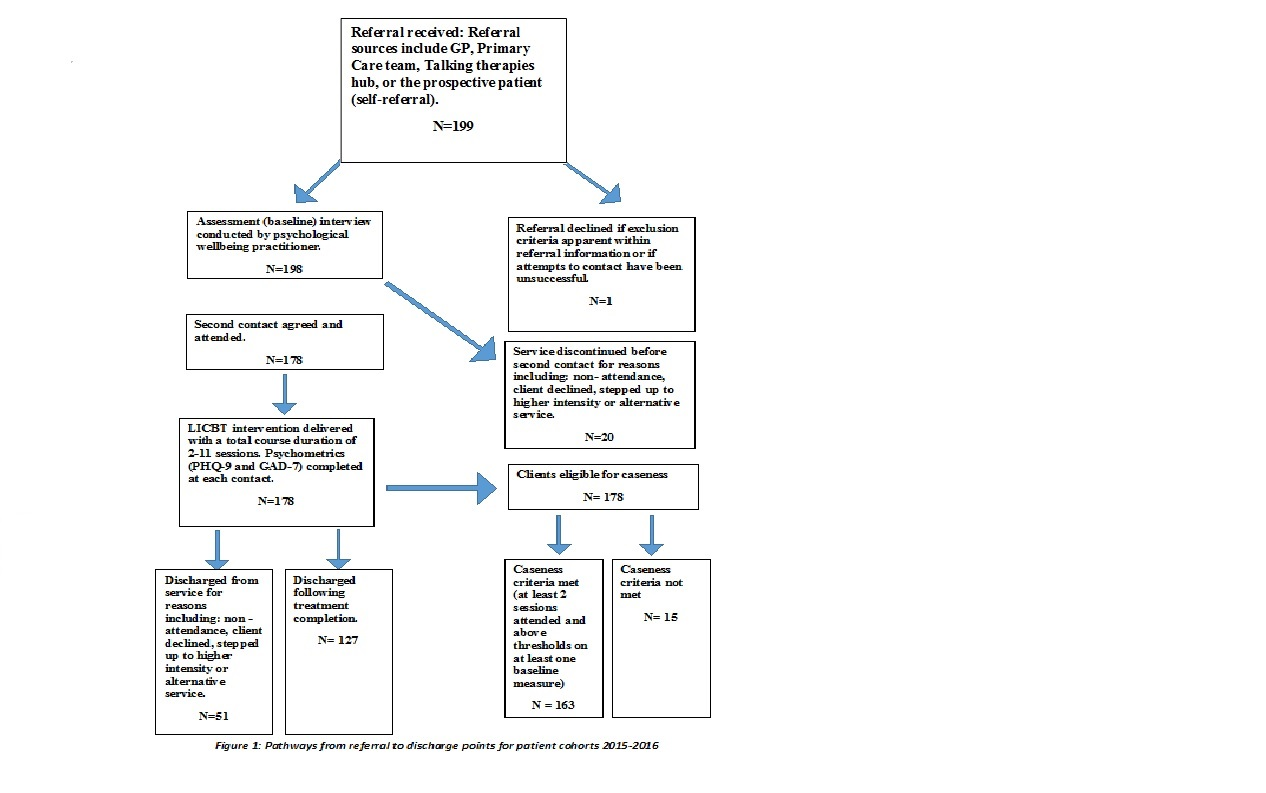 Referral received: Referral
sources include GP, Primary
Care team, Talking therapies
hub, or the prospective patient
(self-referral).
N=199
Assessment (baseline) interview
conducted by psychological
wellbeing practitioner.
N=198
Referral declined if exclusion
criteria apparent within
referral information or if
attempts to contact have been
unsuccessful.
N=1
Second contact agreed and
attended.
N=178
Service discontinued before
second contact for reasons
including: non- attendance,
client declined, stepped up to
higher intensity or alternative
service.
N=20
LICBT intervention delivered
with a total course duration of
2-11 sessions. Psychometrics
(PHQ-9 and GAD-7) completed
at each contact.
N=178
Clients eligible for caseness
N= 178
Discharged from
service for
reasons
including: non -
attendance, client
declined, stepped
up to higher
intensity or
alternative
service.
N=51
Discharged
following
treatment
completion.
N= 127
Caseness
criteria met
(at least 2
sessions
attended and
above
thresholds on
at least one
baseline
measure)
N = 163
Caseness
criteria not
met
N= 15
Figure 1: Pathways from referral to discharge points for patient cohorts 2015-2016